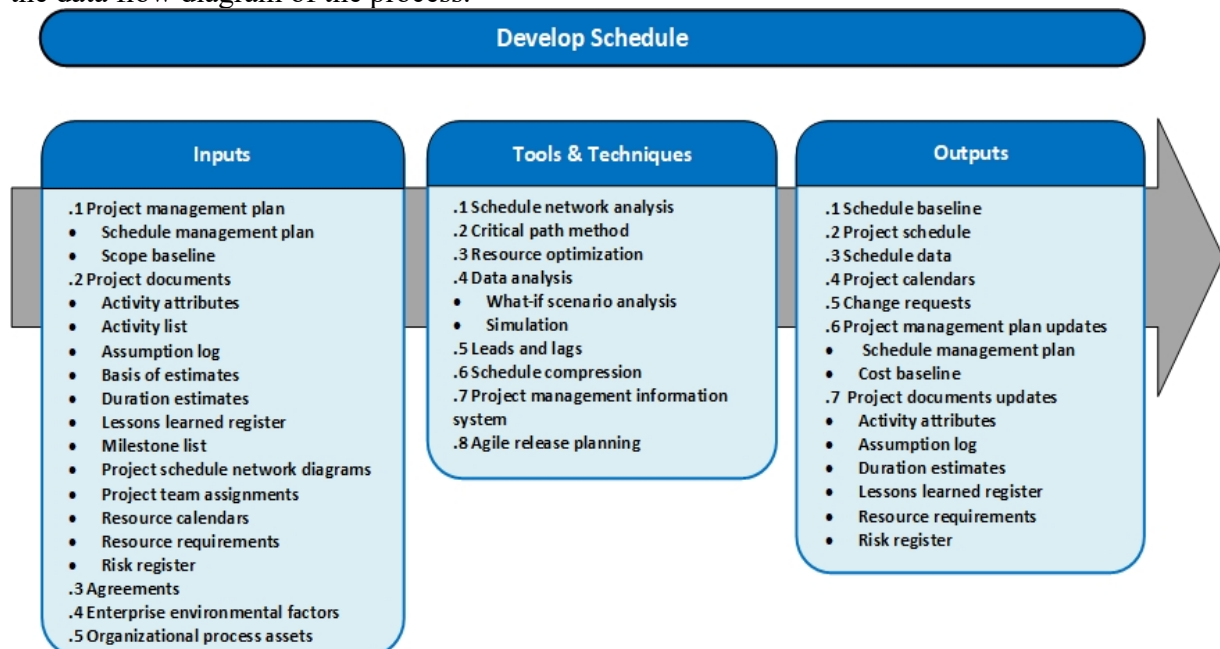 the data flow diagram of the process.
Develop Schedule
Inputs
.1 Project management plan
• Schedule management plan
• Scope baseline
.2 Project documents
• Activity attributes
• Activity list
• Assumption log
• Basis of estimates
• Duration estimates
• Lessons learned register
• Milestone list
• Project schedule network diagrams
• Project team assignments
• Resource calendars
• Resource requirements
• Risk register
.3 Agreements
.4 Enterprise environmental factors
.5 Organizational process assets
Tools & Techniques
.1 Schedule network analysis
.2 Critical path method
.3 Resource optimization
.4 Data analysis
• What-if scenario analysis
• Simulation
.5 Leads and lags
.6 Schedule compression
.7 Project management information
system
.8 Agile release planning
Outputs
.1 Schedule baseline
.2 Project schedule
.3 Schedule data
.4 Project calendars
.5 Change requests
.6 Project management plan updates
• Schedule management plan
• Cost baseline
.7 Project documents updates
• Activity attributes
• Assumption log
• Duration estimates
• Lessons learned register
• Resource requirements
• Risk register